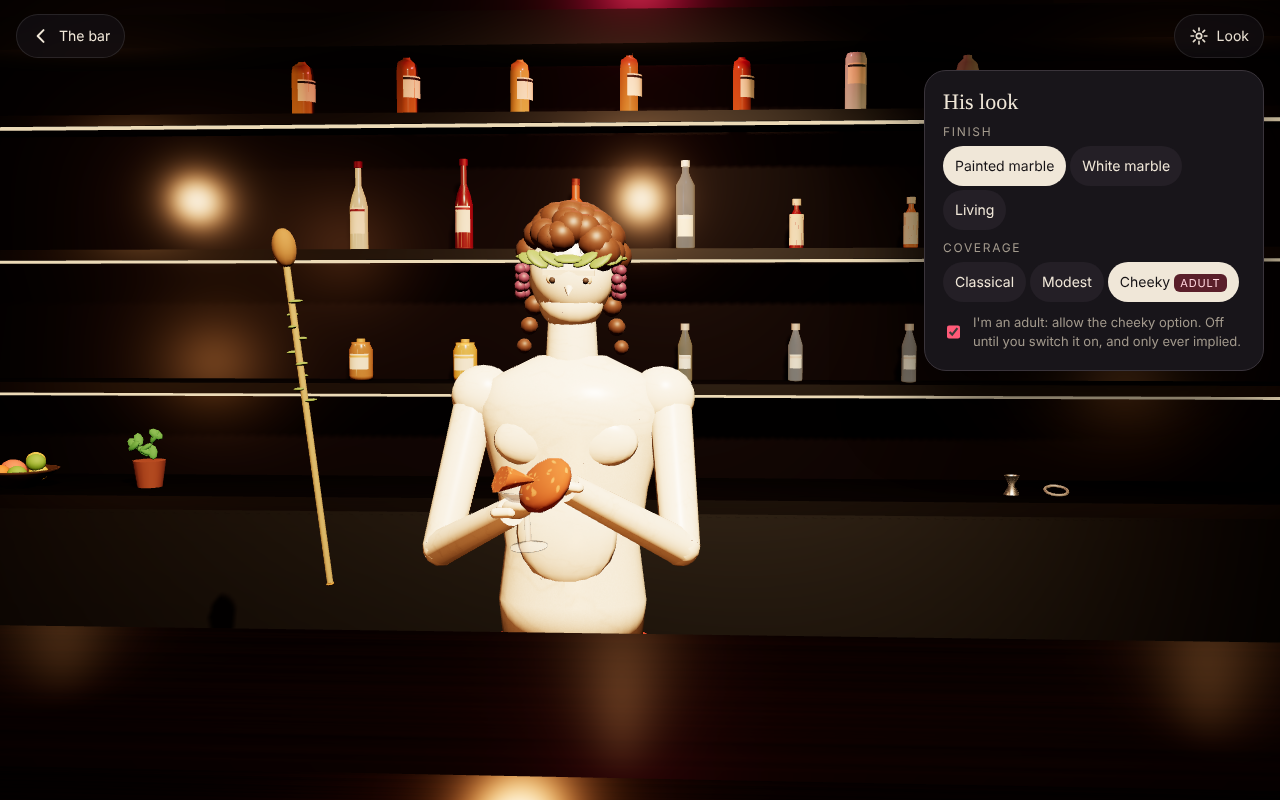 The bar
Look
His look
FINISH
Painted marble
White marble
Living
COVERAGE
Classical
Modest
Cheeky ADULT
I'm an adult: allow the cheeky option. Off
until you switch it on, and only ever implied.